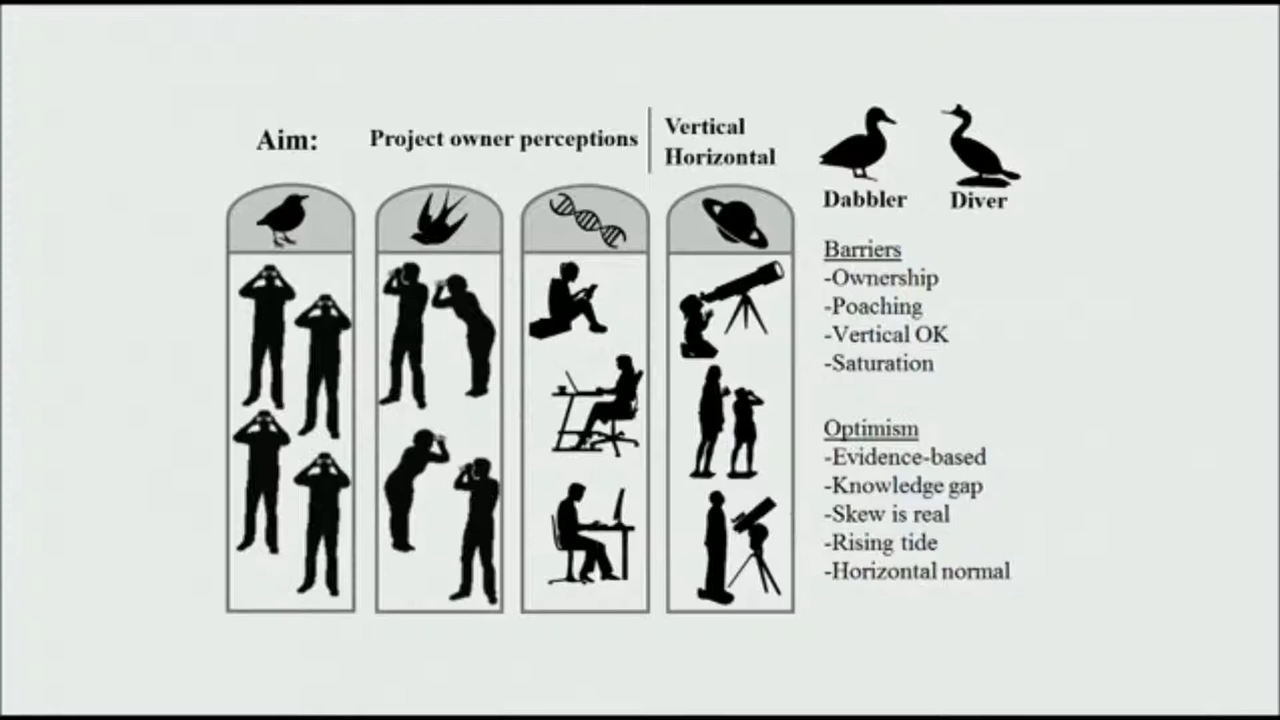 Aim:
Project owner perceptions
Vertical
Horizontal
Dabbler
Diver
Barriers
-Ownership
-Poaching
-Vertical OK
-Saturation
Optimism
-Evidence-based
-Knowledge gap
-Skew is real
-Rising tide
-Horizontal normal